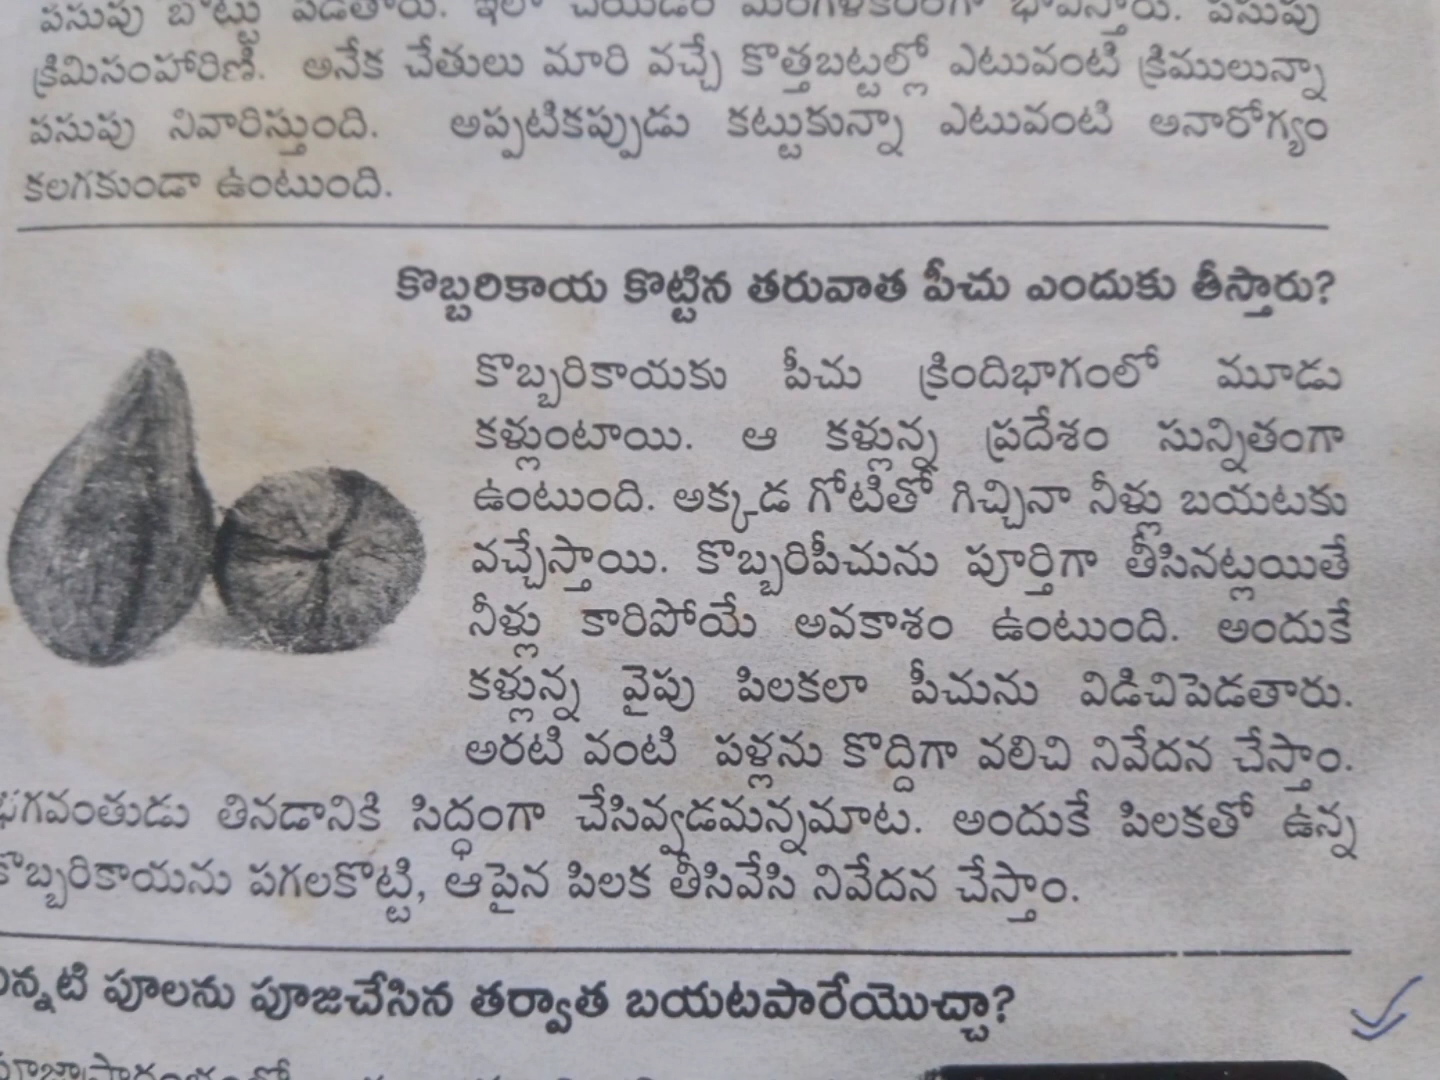 పసుపు బొట్టు పెడతారు. ఇలా చేయడం మంగళకరంగా భావిస్తారు. పసుపు
క్రిమిసంహారిణి. అనేక చేతులు మారి వచ్చే కొత్తబట్టల్లో ఎటువంటి క్రిములున్నా
పసుపు నివారిస్తుంది. అప్పటికప్పుడు కట్టుకున్నా ఎటువంటి అనారోగ్యం
కలగకుండా ఉంటుంది.
కొబ్బరికాయ కొట్టిన తరువాత పీచు ఎందుకు తీస్తారు?
కొబ్బరికాయకు పీచు క్రిందిభాగంలో మూడు
కళ్లుంటాయి. ఆ కళ్లున్న ప్రదేశం సున్నితంగా
ఉంటుంది. అక్కడ గోటితో గిచ్చినా నీళ్లు బయటకు
వచ్చేస్తాయి. కొబ్బరిపీచును పూర్తిగా తీసినట్లయితే
నీళ్లు కారిపోయే అవకాశం ఉంటుంది. అందుకే
కళ్లున్న వైపు పిలకలా పీచును విడిచిపెడతారు.
అరటి వంటి పళ్లను కొద్దిగా వలిచి నివేదన చేస్తాం.
భగవంతుడు తినడానికి సిద్ధంగా చేసివ్వడమన్నమాట. అందుకే పిలకతో ఉన్న
కొబ్బరికాయను పగలకొట్టి, ఆపైన పిలక తీసివేసి నివేదన చేస్తాం.
న్నటి పూలను పూజచేసిన తర్వాత బయటపారేయొచ్చా?